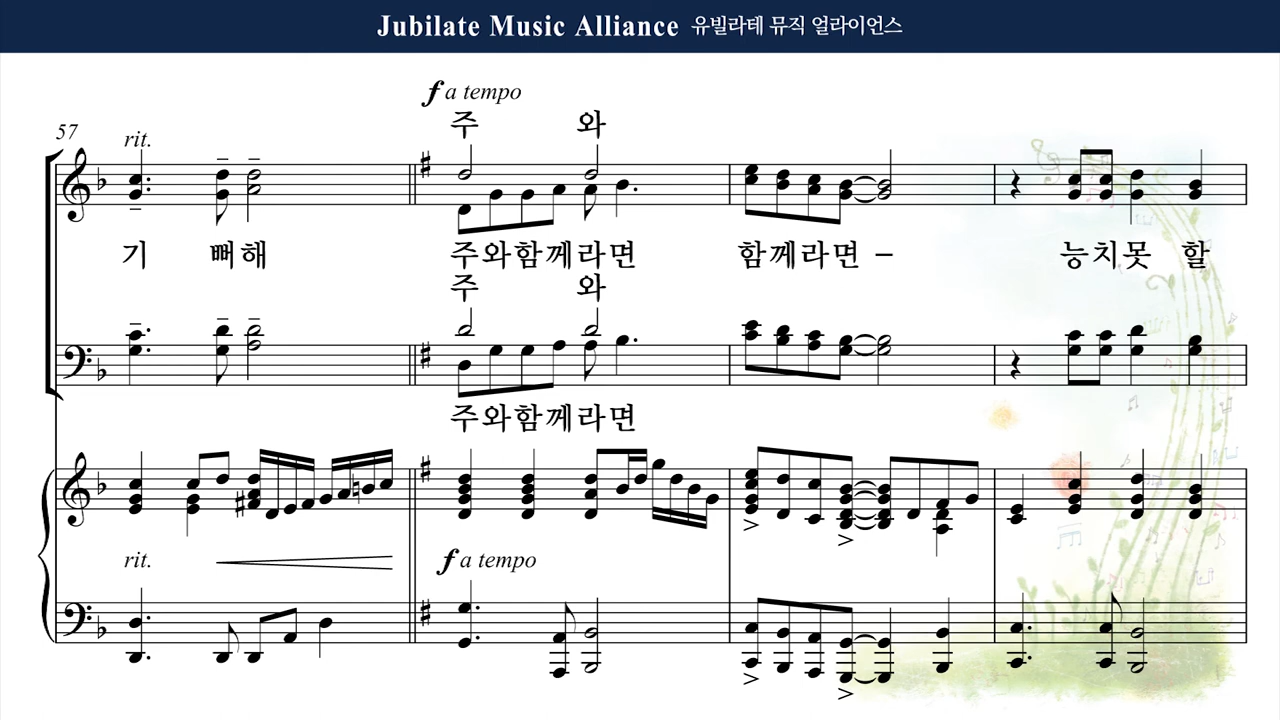 Jubilate Music Alliance 유빌라테 뮤직 얼라이언스
f a tempo
57 rit. 주 와
기 뻐해 주와함께라면 함께라면 – 능치못 할
주 와
주와함께라면
rit. f a tempo